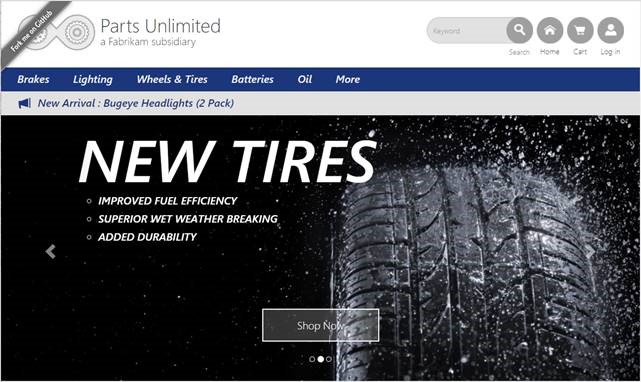 Fork me on GitHub
Parts Unlimited
a Fabrikam subsidiary
Keyword
Search
Home
Cart
Log in
Brakes
Lighting
Wheels & Tires
Batteries
Oil
More
New Arrival : Bugeye Headlights (2 Pack)
NEW TIRES
IMPROVED FUEL EFFICIENCY
SUPERIOR WET WEATHER BREAKING
ADDED DURABILITY
Shop Now